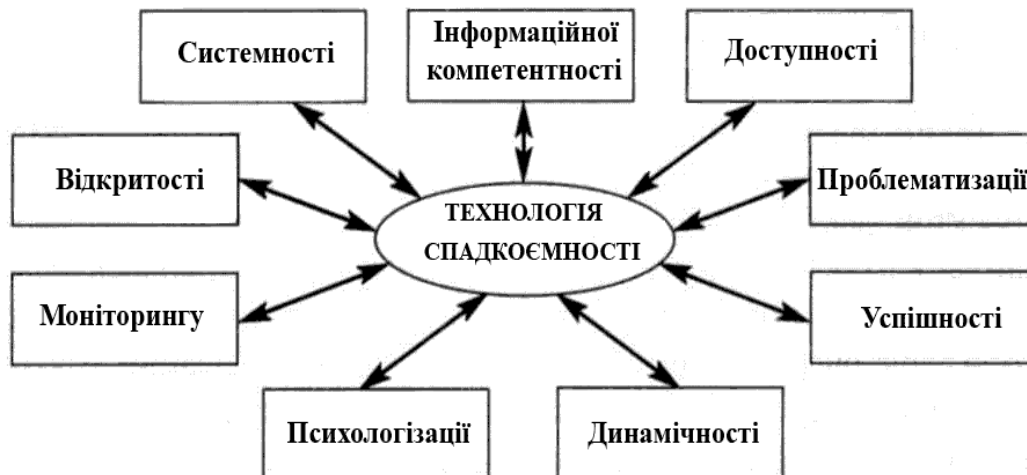 Системності
Інформаційної
компетентності
Доступності
Відкритості
Проблематизації
ТЕХНОЛОГІЯ
СПАДКОЄМНОСТІ
Моніторингу
Успішності
Психологізації
Динамічності